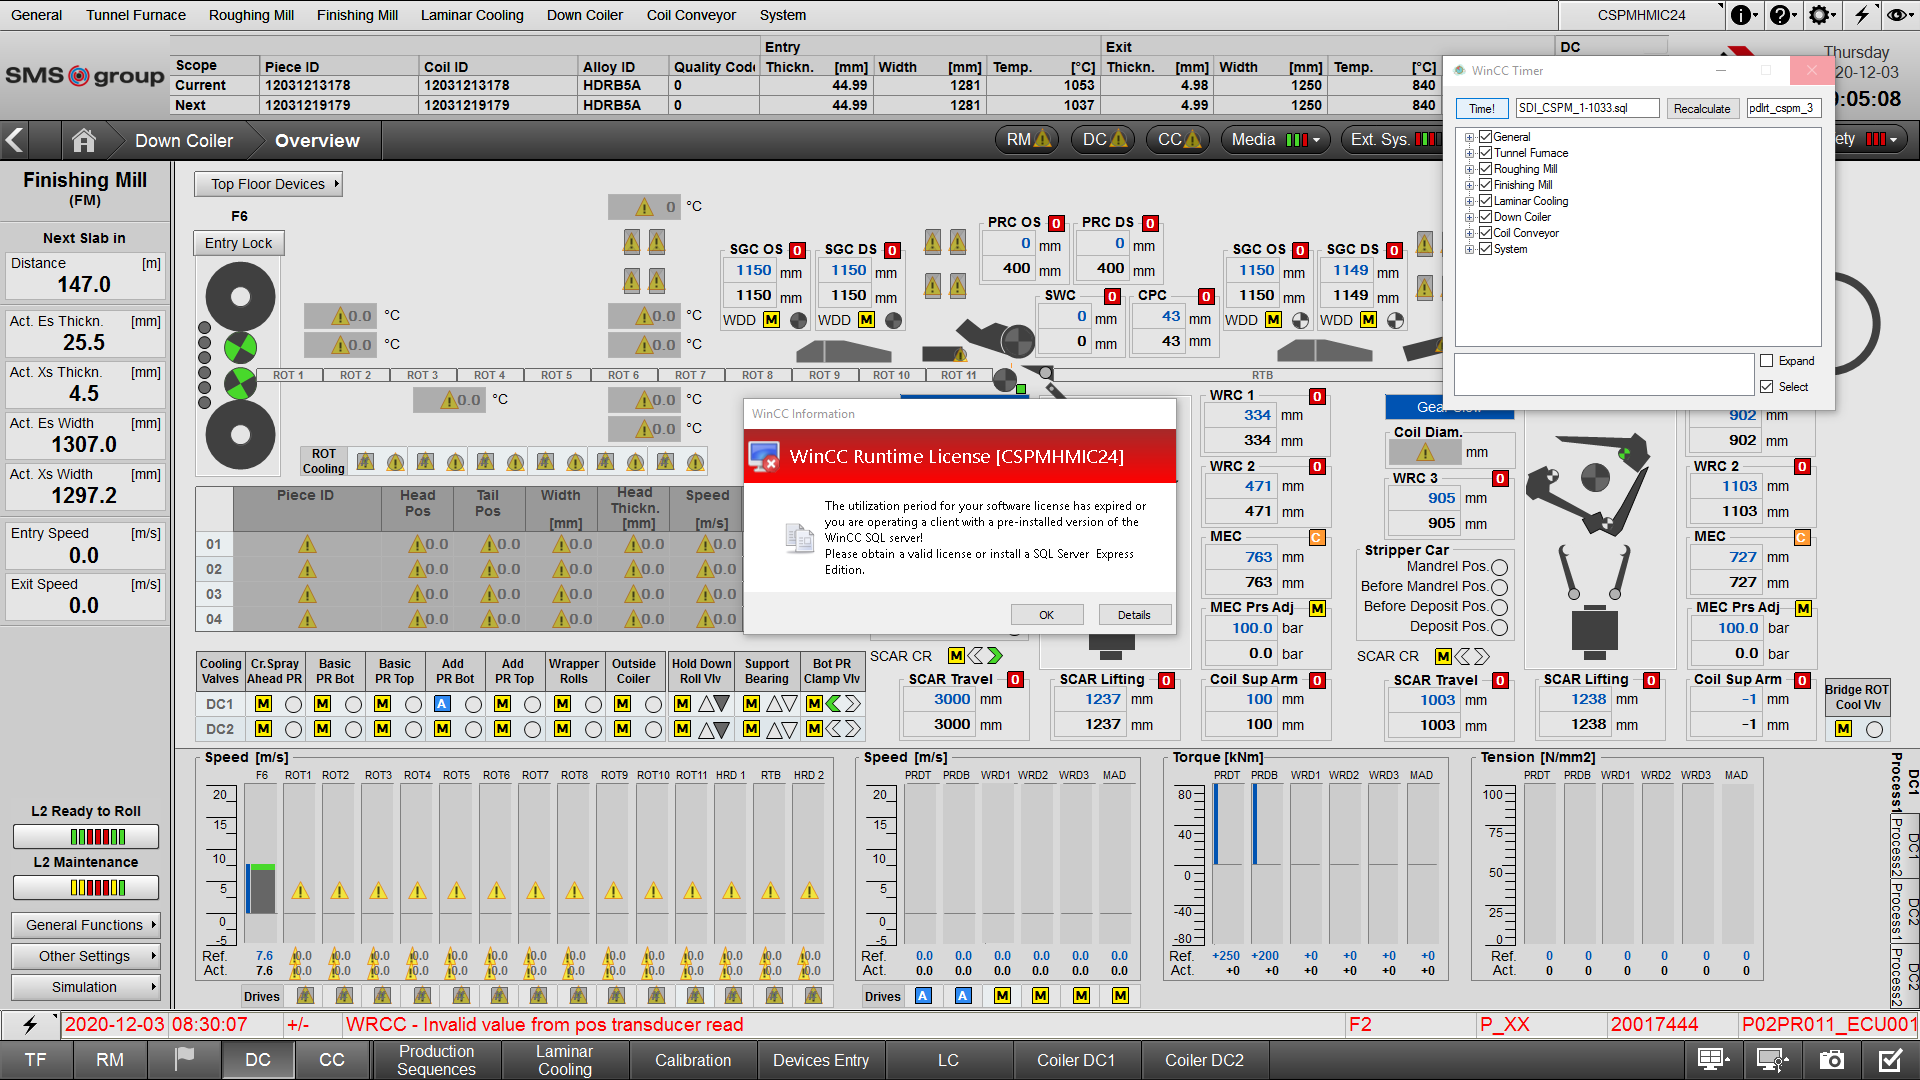 General Tunnel Furnace Roughing Mill Finishing Mill Laminar Cooling Down Coiler Coil Conveyor System CSPMHMIC24
SMS group
Entry Exit DC
Scope Piece ID Coil ID Alloy ID Quality Code Thickn. [mm] Width [mm] Temp. [°C] Thickn. [mm] Width [mm] Temp. [°C]
Current 12031213178 12031213178 HDRB5A 0 44.99 1281 1053 4.98 1250 840
Next 12031219179 12031219179 HDRB5A 0 44.99 1281 1037 4.98 1250 840
Thursday
20-12-03
:05:08
Down Coiler Overview RM DC CC Media Ext. Sys. ety
WinCC Timer
Time! SDI_CSPM_1-1033.sql Recalculate pdlrt_cspm_3
General
Tunnel Furnace
Roughing Mill
Finishing Mill
Laminar Cooling
Down Coiler
Coil Conveyor
System
Expand
Select
Finishing Mill
(FM)
Next Slab in
Distance [m]
147.0
Act. Es Thickn. [mm]
25.5
Act. Xs Thickn. [mm]
4.5
Act. Es Width [mm]
1307.0
Act. Xs Width [mm]
1297.2
Entry Speed [m/s]
0.0
Exit Speed [m/s]
0.0
L2 Ready to Roll
L2 Maintenance
General Functions
Other Settings
Simulation
Top Floor Devices
F6
Entry Lock
0 °C
0.0 °C
0.0 °C
0.0 °C
0.0 °C
0.0 °C
0.0 °C
0.0 °C
SGC OS 0
1150 mm
1150 mm
WDD M
SGC DS 0
1150 mm
1150 mm
WDD M
PRC OS 0
0 mm
400 mm
PRC DS 0
0 mm
400 mm
SWC 0
0 mm
0 mm
CPC 0
43 mm
43 mm
SGC OS 0
1150 mm
1150 mm
WDD M
SGC DS 0
1149 mm
1149 mm
WDD M
ROT 1 ROT 2 ROT 3 ROT 4 ROT 5 ROT 6 ROT 7 ROT 8 ROT 9 ROT 10 ROT 11 RTB
ROT
Cooling
Piece ID Head Pos Tail Pos Width [mm] Head Thickn. [mm] Speed [m/s]
01 0.0 0.0 0.0 0.0 0.0
02 0.0 0.0 0.0 0.0 0.0
03 0.0 0.0 0.0 0.0 0.0
04 0.0 0.0 0.0 0.0 0.0
WinCC Information
WinCC Runtime License [CSPMHMIC24]
The utilization period for your software license has expired or
you are operating a client with a pre-installed version of the
WinCC SQL server!
Please obtain a valid license or install a SQL Server Express
Edition.
OK Details
WRC 1 0
334 mm
334 mm
WRC 2 0
471 mm
471 mm
MEC C
763 mm
763 mm
MEC Prs Adj M
100.0 bar
0.0 bar
Coil Sup Arm 0
100 mm
100 mm
Coil Diam.
mm
WRC 3 0
905 mm
905 mm
Stripper Car
Mandrel Pos.
Before Mandrel Pos.
Before Deposit Pos.
Deposit Pos.
SCAR CR M
SCAR Travel 0
1003 mm
1003 mm
SCAR Lifting 0
1238 mm
1238 mm
902 mm
902 mm
WRC 2 0
1103 mm
1103 mm
MEC C
727 mm
727 mm
MEC Prs Adj M
100.0 bar
0.0 bar
Coil Sup Arm 0
-1 mm
-1 mm
SCAR CR M
SCAR Travel 0
3000 mm
3000 mm
SCAR Lifting 0
1237 mm
1237 mm
Bridge ROT
Cool Vlv
M
Cooling Valves Cr.Spray Ahead PR Basic PR Bot Basic PR Top Add PR Bot Add PR Top Wrapper Rolls Outside Coiler Hold Down Roll Vlv Support Bearing Bot PR Clamp Vlv
DC1 M M M A M M M M M M
DC2 M M M M M M M M M M
Speed [m/s]
F6 ROT1 ROT2 ROT3 ROT4 ROT5 ROT6 ROT7 ROT8 ROT9 ROT10 ROT11 HRD 1 RTB HRD 2
20
15
10
5
0
-5
Ref. 7.6 0.0 0.0 0.0 0.0 0.0 0.0 0.0 0.0 0.0 0.0 0.0 0.0 0.0 0.0
Act. 7.6 0.0 0.0 0.0 0.0 0.0 0.0 0.0 0.0 0.0 0.0 0.0 0.0 0.0 0.0
Drives
Speed [m/s]
PRDT PRDB WRD1 WRD2 WRD3 MAD
20
15
10
5
0
-5
Ref. 0.0 0.0 0.0 0.0 0.0 0.0
Act. 0.0 0.0 0.0 0.0 0.0 0.0
Drives A A M M M M
Torque [kNm]
PRDT PRDB WRD1 WRD2 WRD3 MAD
80
40
0
-40
-80
Ref. +250 +200 +0 +0 +0 +0
Act. +0 +0 +0 +0 +0 +0
Tension [N/mm2]
PRDT PRDB WRD1 WRD2 WRD3 MAD
100
75
50
25
0
Ref. 0 0 0 0 0 0
Act. 0 0 0 0 0 0
DC1 Process1
DC1 Process2
DC2 Process1
DC2 Process2
2020-12-03 08:30:07 +/- WRCC - Invalid value from pos transducer read F2 P_XX 20017444 P02PR011_ECU001
TF RM DC CC Production Sequences Laminar Cooling Calibration Devices Entry LC Coiler DC1 Coiler DC2